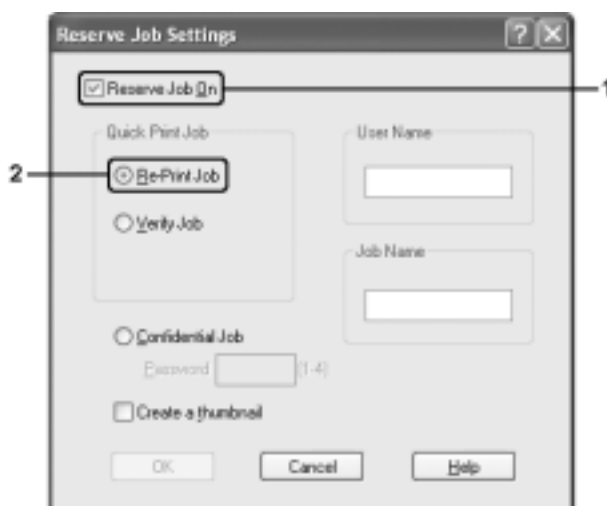 Reserve Job Settings
1
Reserve Job On
Quick Print Job
User Name
2
Re-Print Job
Verify Job
Job Name
Confidential Job
Password (1-4)
Create a thumbnail
OK Cancel Help